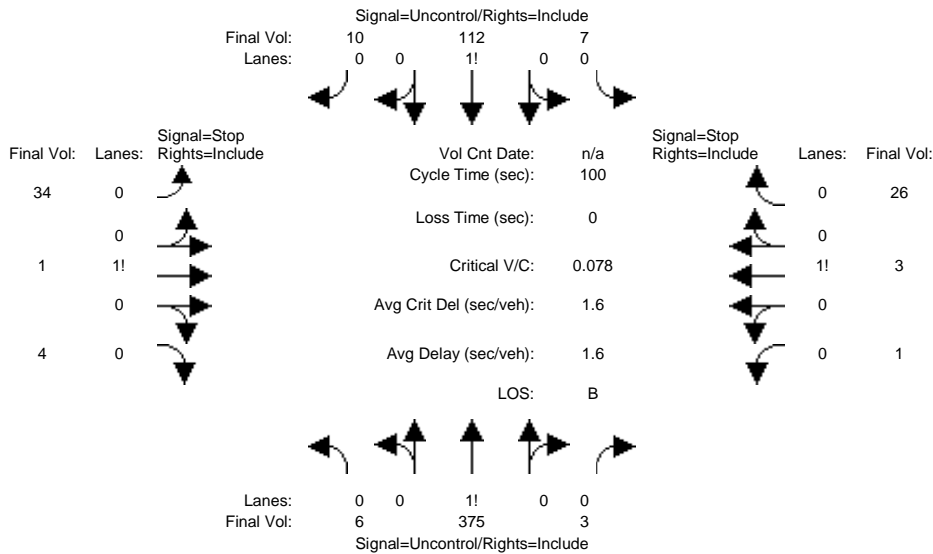 Signal=Uncontrol/Rights=Include
Final Vol: 10 112 7
Lanes: 0 0 1! 0 0
Signal=Stop Signal=Stop
Final Vol: Lanes: Rights=Include Vol Cnt Date: n/a Rights=Include Lanes: Final Vol:
Cycle Time (sec): 100
34 0 0 26
Loss Time (sec): 0
0 0
1 1! Critical V/C: 0.078 1! 3
0 Avg Crit Del (sec/veh): 1.6 0
4 0 Avg Delay (sec/veh): 1.6 0 1
LOS: B
Lanes: 0 0 1! 0 0
Final Vol: 6 375 3
Signal=Uncontrol/Rights=Include